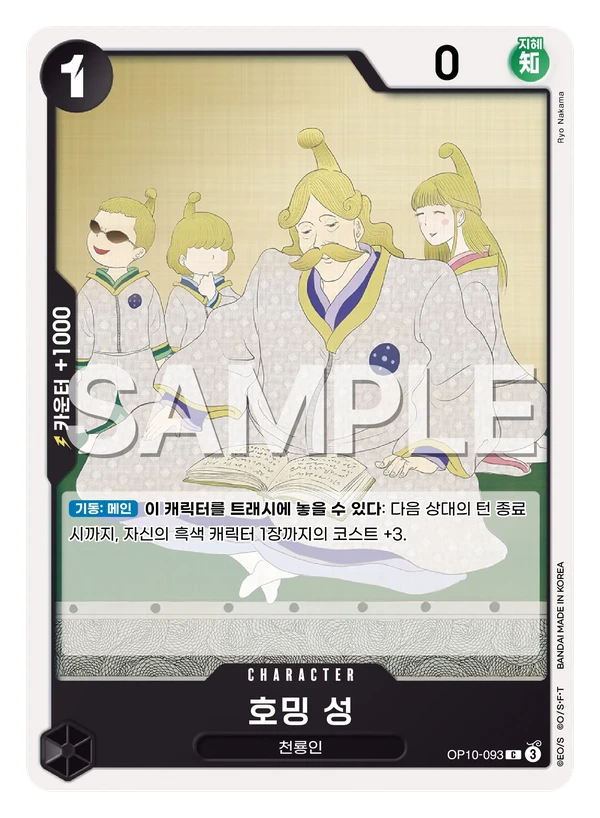 1
0
지혜
知
Ryo Nakama
카운터 +1000
SAMPLE
기동: 메인 이 캐릭터를 트래시에 놓을 수 있다: 다음 상대의 턴 종료
시까지, 자신의 흑색 캐릭터 1장까지의 코스트 +3.
CHARACTER
호밍 성
천룡인
OP10-093 C 3
©EO/S ©O/S·F·T BANDAI MADE IN KOREA